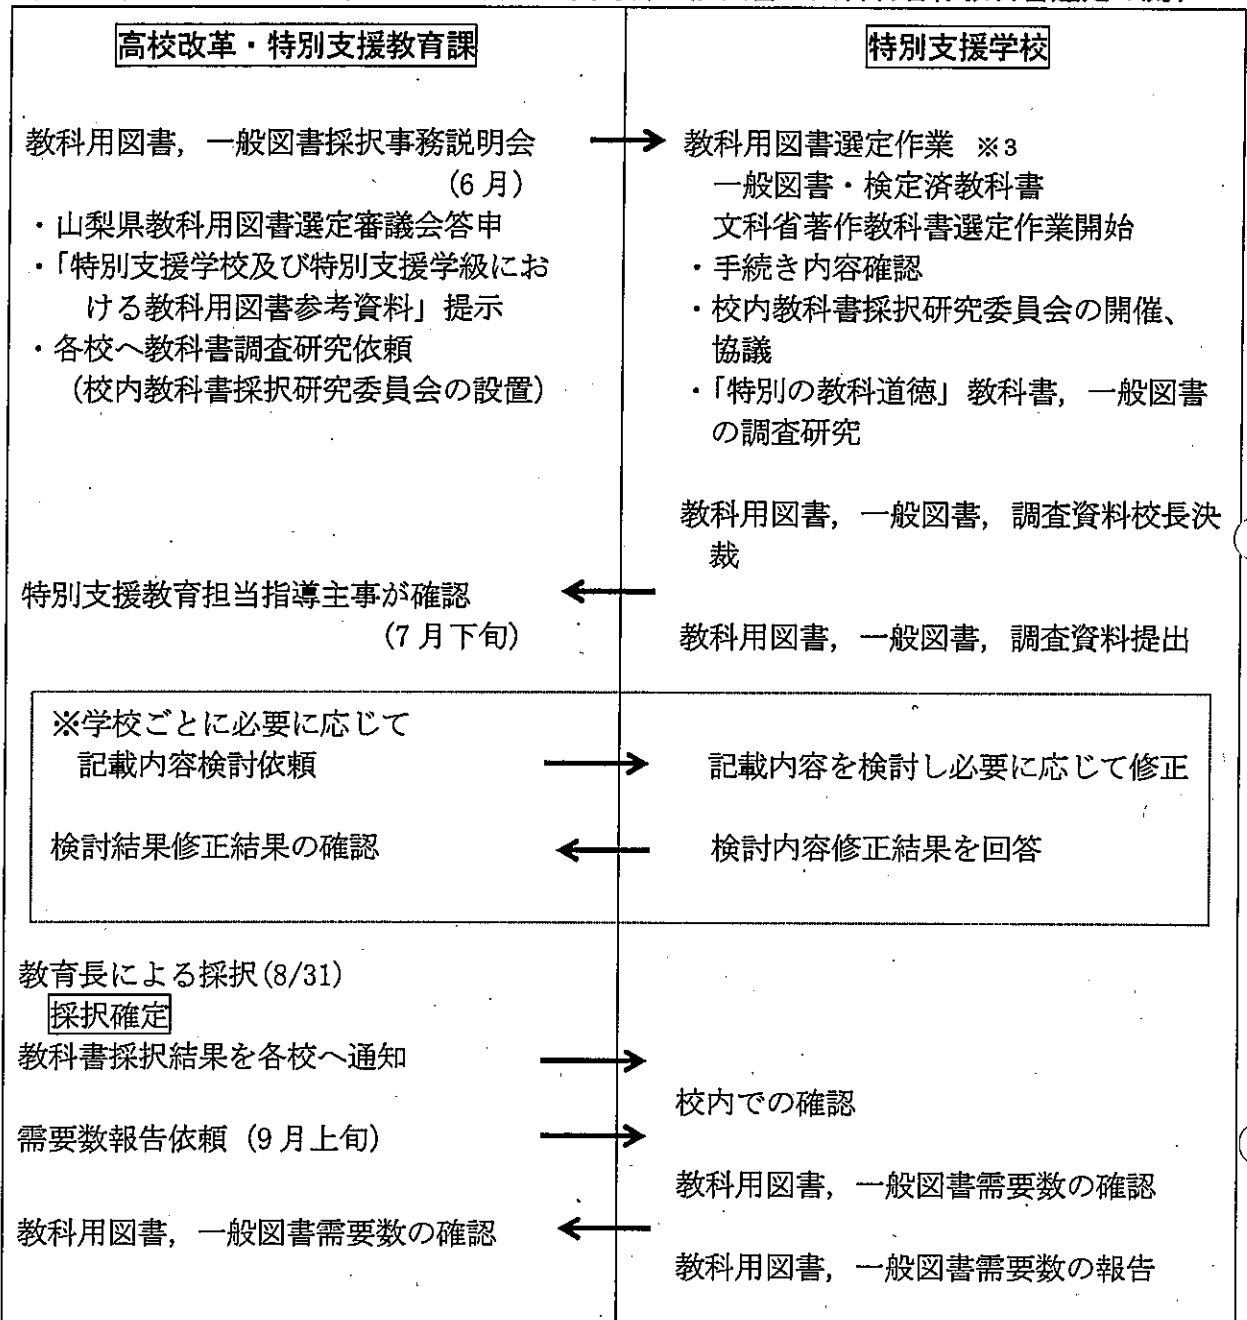 高校改革・特別支援教育課
特別支援学校
教科用図書，一般図書採択事務説明会
(6月)
・山梨県教科用図書選定審議会答申
・「特別支援学校及び特別支援学級にお
ける教科用図書参考資料」提示
・各校へ教科書調査研究依頼
(校内教科書採択研究委員会の設置)
教科用図書選定作業 ※3
一般図書・検定済教科書
文科省著作教科書選定作業開始
・手続き内容確認
・校内教科書採択研究委員会の開催、
協議
・「特別の教科道徳」教科書，一般図書
の調査研究
教科用図書，一般図書，調査資料校長決
裁
特別支援教育担当指導主事が確認
(7月下旬)
教科用図書，一般図書，調査資料提出
※学校ごとに必要に応じて
記載内容検討依頼
記載内容を検討し必要に応じて修正
検討結果修正結果の確認
検討内容修正結果を回答
教育長による採択(8/31)
採択確定
教科書採択結果を各校へ通知
校内での確認
需要数報告依頼（9月上旬）
教科用図書，一般図書需要数の確認
教科用図書，一般図書需要数の確認
教科用図書，一般図書需要数の報告